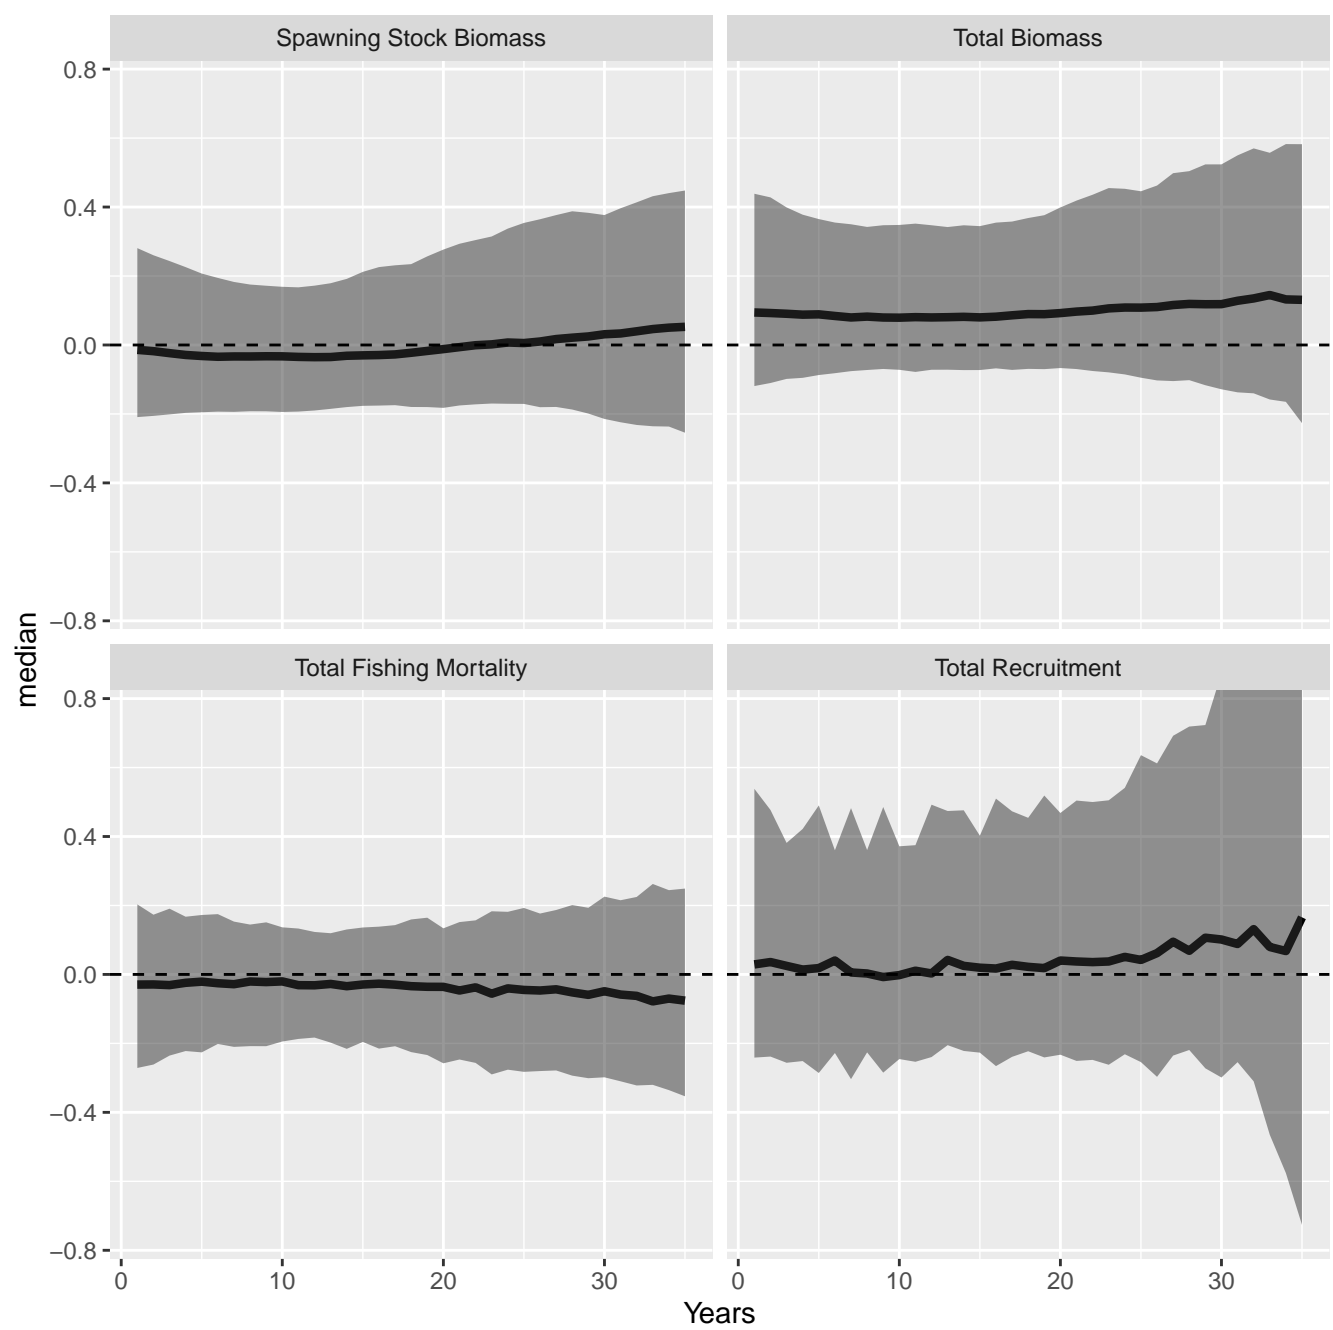 Spawning Stock Biomass
Total Biomass
0.8
0.4
0.0
−0.4
−0.8
median
Total Fishing Mortality
Total Recruitment
0.8
0.4
0.0
−0.4
−0.8
0 10 20 30
0 10 20 30
Years